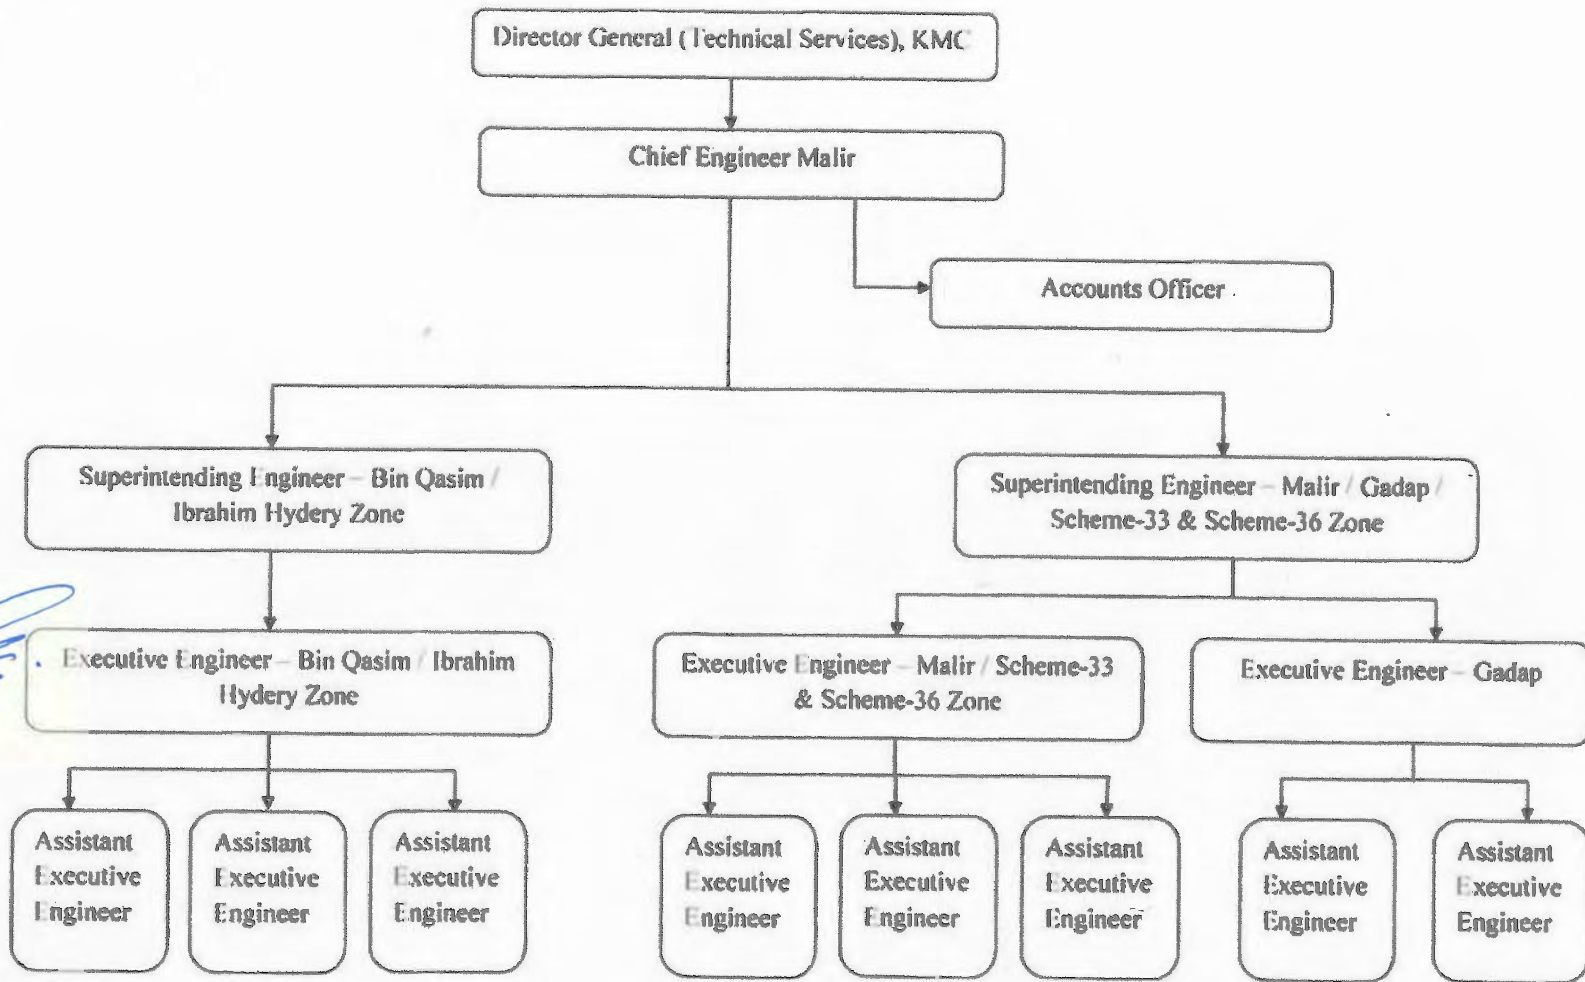 Director General (Technical Services), KMC
Chief Engineer Malir
Accounts Officer
Superintending Engineer – Bin Qasim /
Ibrahim Hydery Zone
Superintending Engineer – Malir / Gadap /
Scheme-33 & Scheme-36 Zone
Executive Engineer – Bin Qasim / Ibrahim
Hydery Zone
Executive Engineer – Malir / Scheme-33
& Scheme-36 Zone
Executive Engineer – Gadap
Assistant
Executive
Engineer
Assistant
Executive
Engineer
Assistant
Executive
Engineer
Assistant
Executive
Engineer
Assistant
Executive
Engineer
Assistant
Executive
Engineer
Assistant
Executive
Engineer
Assistant
Executive
Engineer